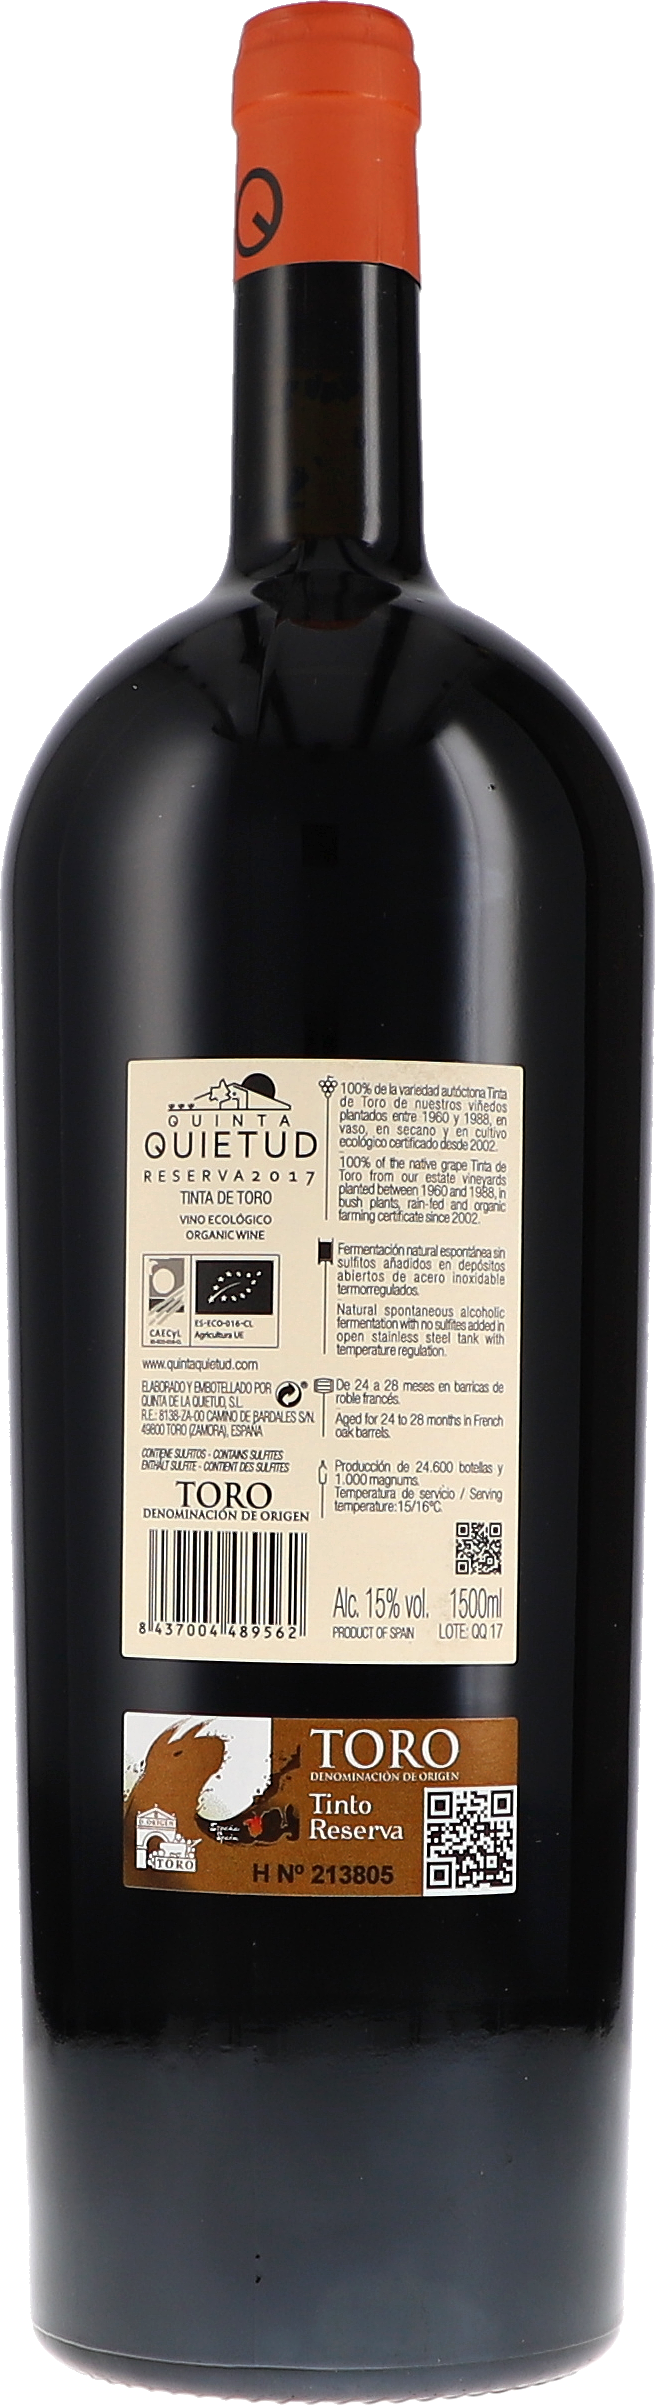 Q
QUINTA
QUIETUD
RESERVA 2017
TINTA DE TORO
VINO ECOLÓGICO
ORGANIC WINE
CAECyL
ES-ECO-016-CL
Agricultura UE
www.quintaquietud.com
ELABORADO Y EMBOTELLADO POR
QUINTA DE LA QUIETUD, S.L.
R.E.: 8138-ZA-00 CAMINO DE BARDALES S/N.
49800 TORO (ZAMORA), ESPAÑA
CONTIENE SULFITOS - CONTAINS SULFITES
ENTHÄLT SULFITE - CONTIENT DES SULFITES
TORO
DENOMINACIÓN DE ORIGEN
8 437004 489562
100% de la variedad autóctona Tinta
de Toro de nuestros viñedos
plantados entre 1960 y 1988, en
vaso, en secano y en cultivo
ecológico certificado desde 2002.
100% of the native grape Tinta de
Toro from our estate vineyards
planted between 1960 and 1988, in
bush plants, rain-fed and organic
farming certificate since 2002.
Fermentación natural espontánea sin
sulfitos añadidos en depósitos
abiertos de acero inoxidable
termorregulados.
Natural spontaneous alcoholic
fermentation with no sulfites added in
open stainless steel tank with
temperature regulation.
De 24 a 28 meses en barricas de
roble francés.
Aged for 24 to 28 months in French
oak barrels.
Producción de 24.600 botellas y
1.000 magnums.
Temperatura de servicio / Serving
temperature: 15/16ºC.
Alc. 15% vol. 1500ml
PRODUCT OF SPAIN LOTE: QQ 17
TORO
DENOMINACIÓN DE ORIGEN
Tinto
Reserva
España
Spain
D. ORIGEN
TORO
H Nº 213805